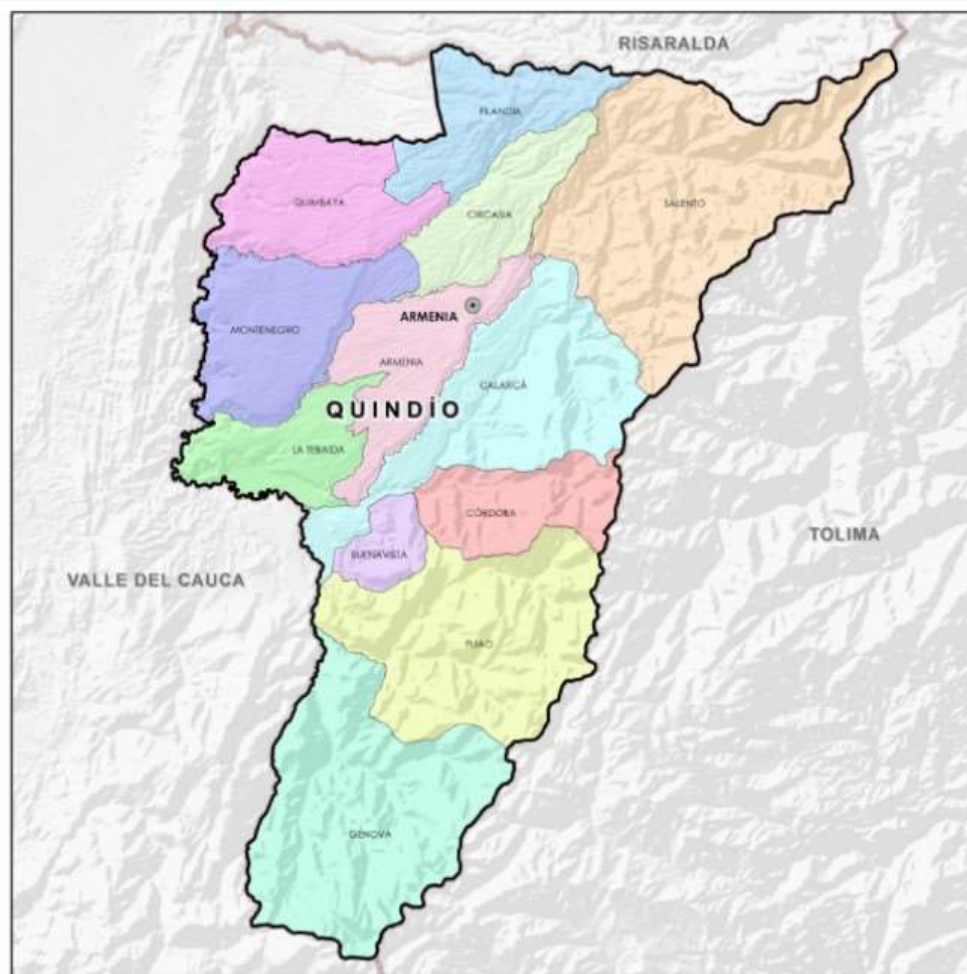 RISARALDA
FILANDIA
QUIMBAYA
CIRCASIA
SALENTO
ARMENIA
MONTENEGRO
ARMENIA
CALARCÁ
QUINDÍO
LA TEBAIDA
CÓRDOBA
TOLIMA
BUENAVISTA
VALLE DEL CAUCA
PIJAO
GÉNOVA